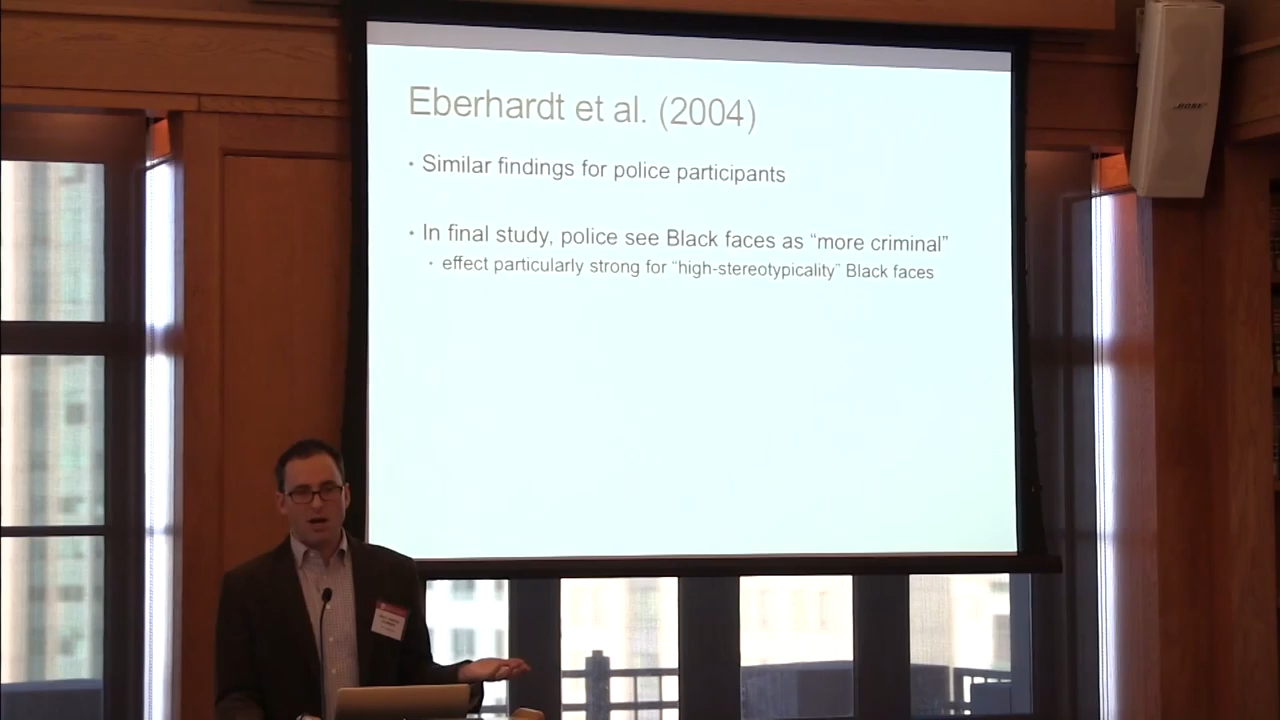 Eberhardt et al. (2004)
• Similar findings for police participants
• In final study, police see Black faces as “more criminal”
• effect particularly strong for “high-stereotypicality” Black faces
BOSE